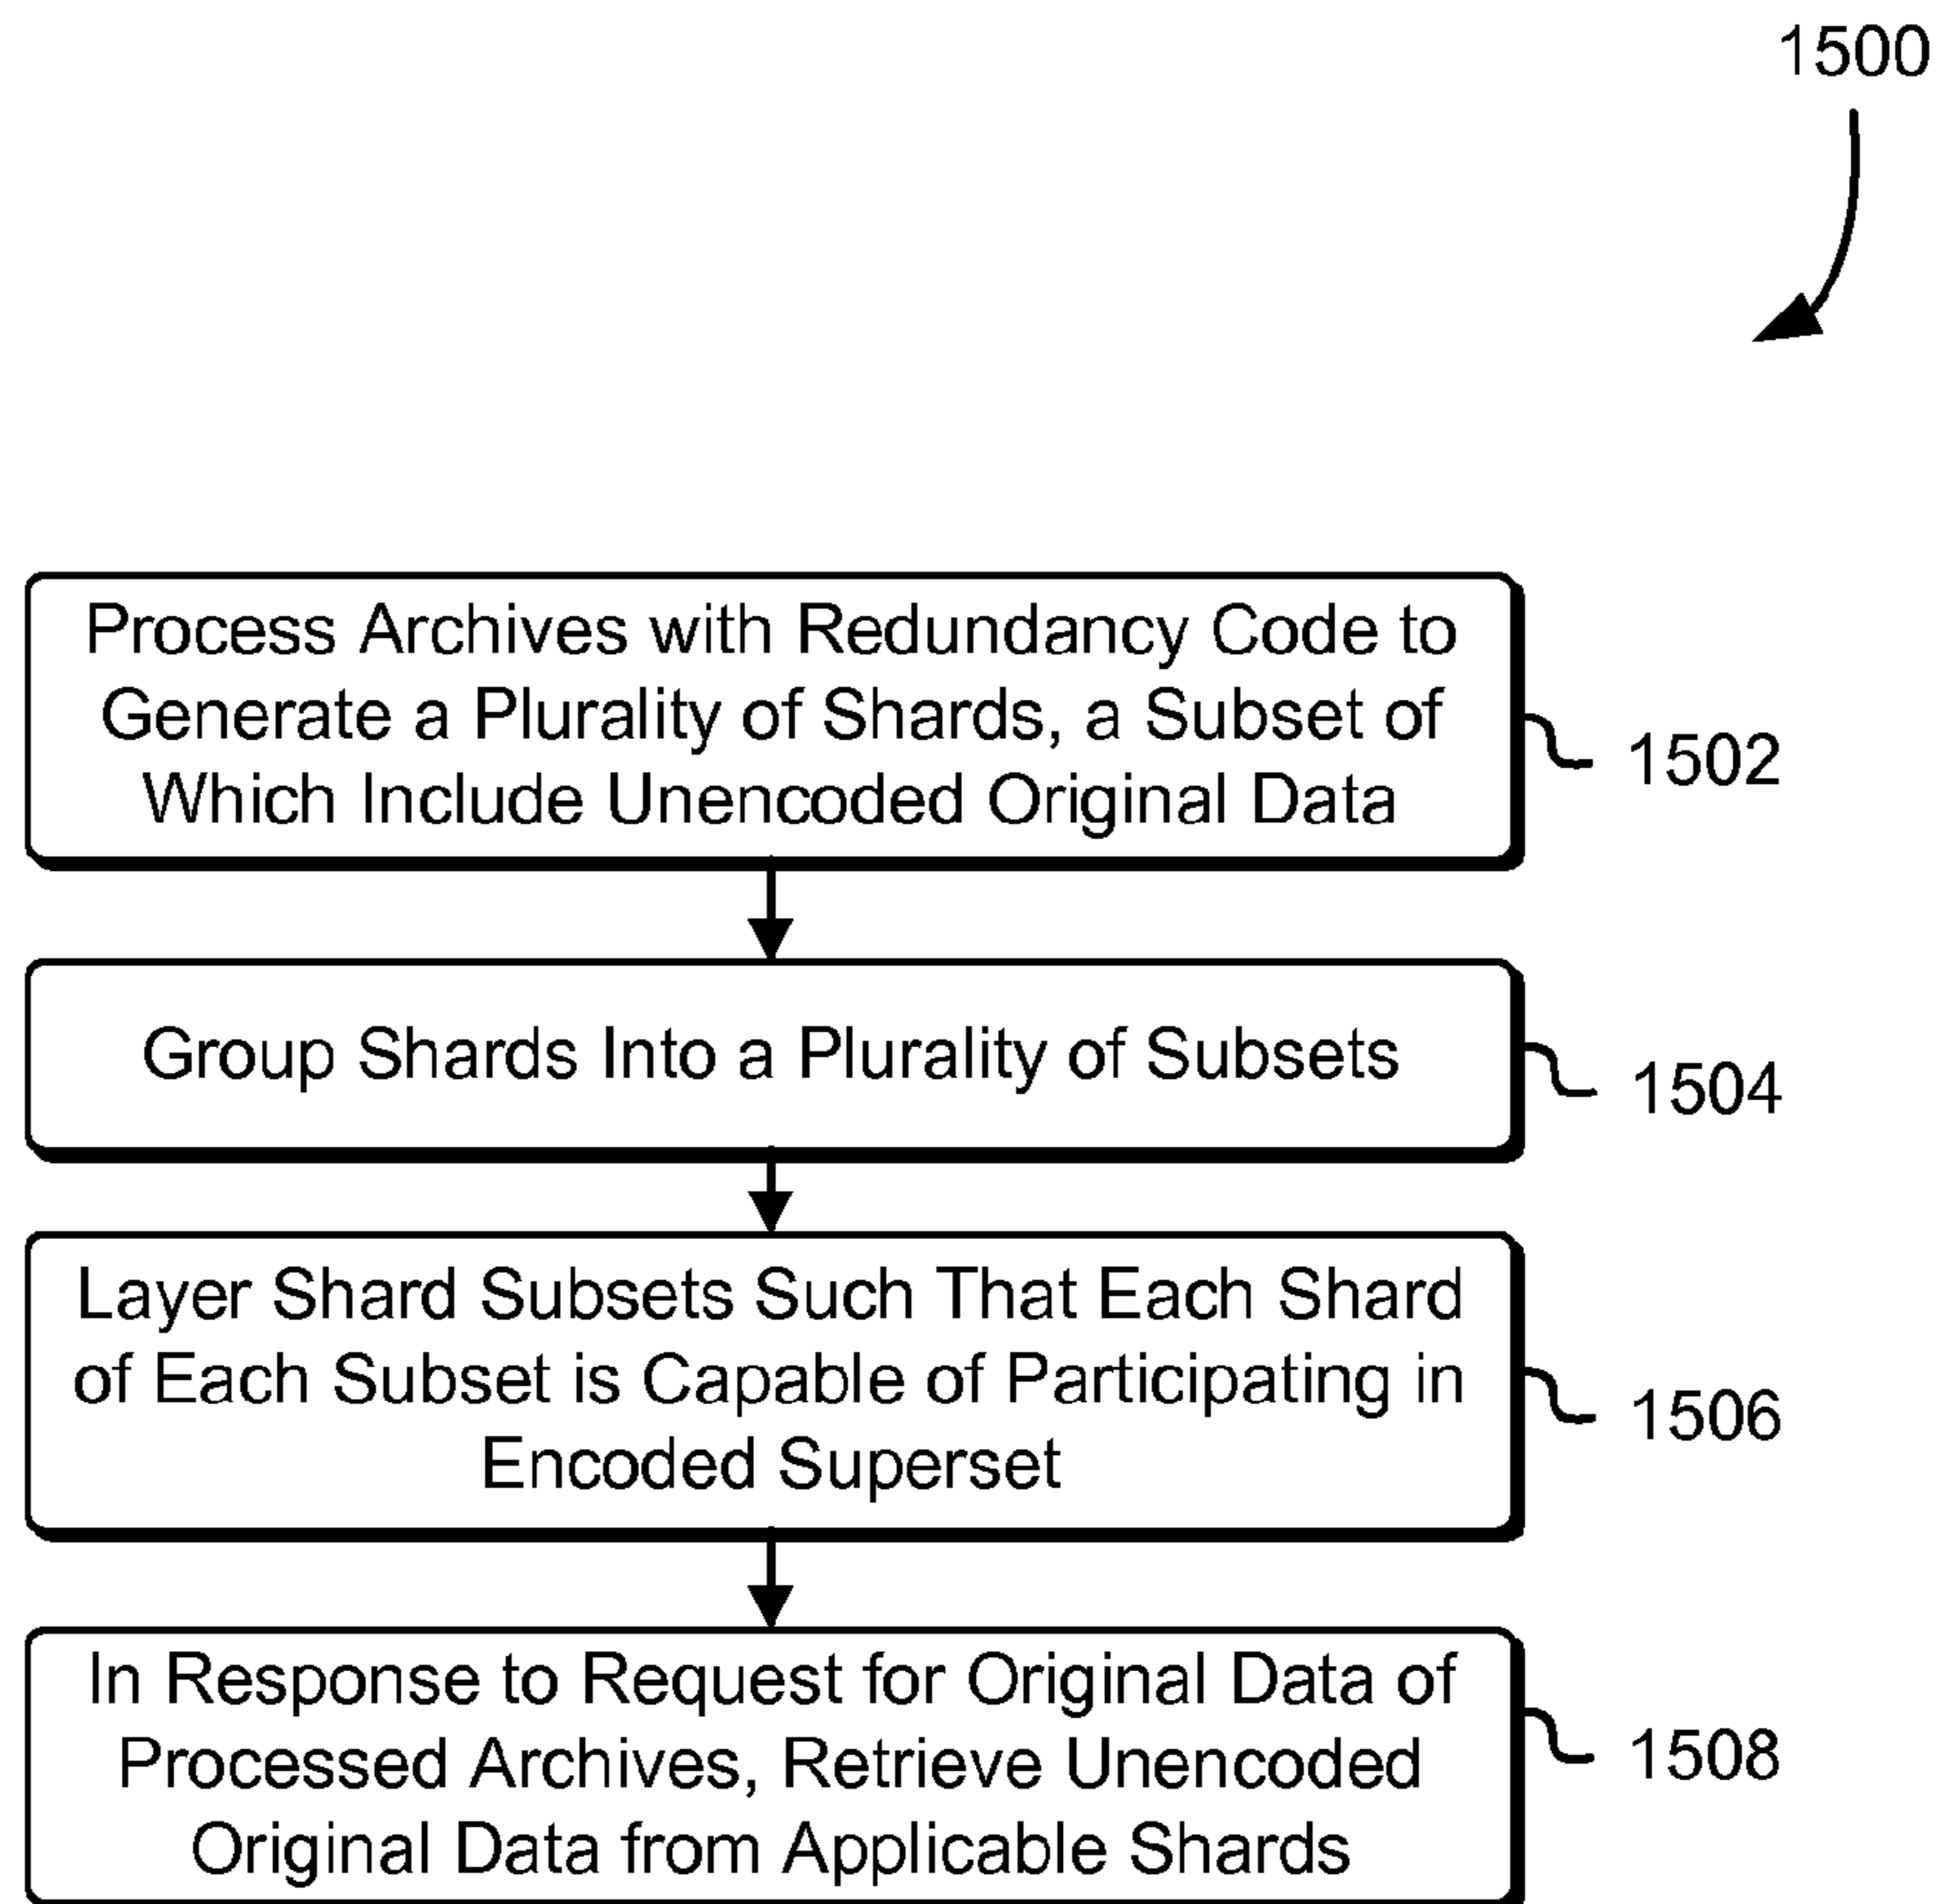 1500
Process Archives with Redundancy Code to
Generate a Plurality of Shards, a Subset of
Which Include Unencoded Original Data
1502
Group Shards Into a Plurality of Subsets
1504
Layer Shard Subsets Such That Each Shard
of Each Subset is Capable of Participating in
Encoded Superset
1506
In Response to Request for Original Data of
Processed Archives, Retrieve Unencoded
Original Data from Applicable Shards
1508